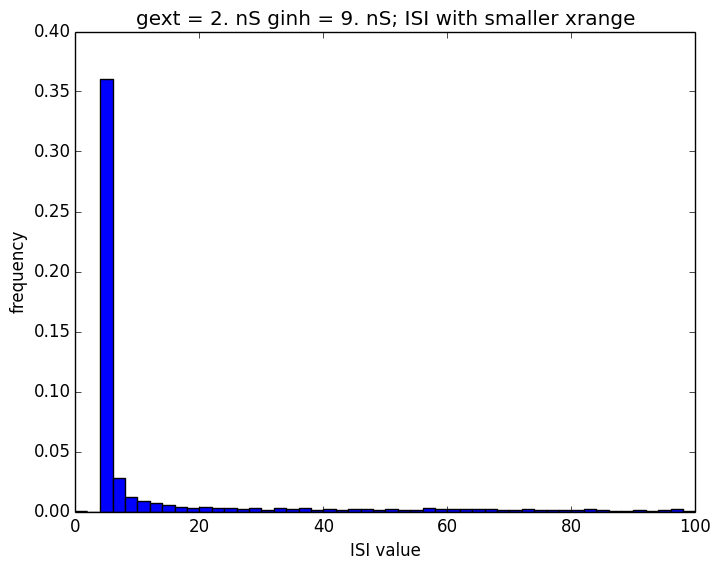 gext = 2. nS ginh = 9. nS; ISI with smaller xrange
0.40
0.35
0.30
0.25
0.20
0.15
0.10
0.05
0.00
frequency
0 20 40 60 80 100
ISI value